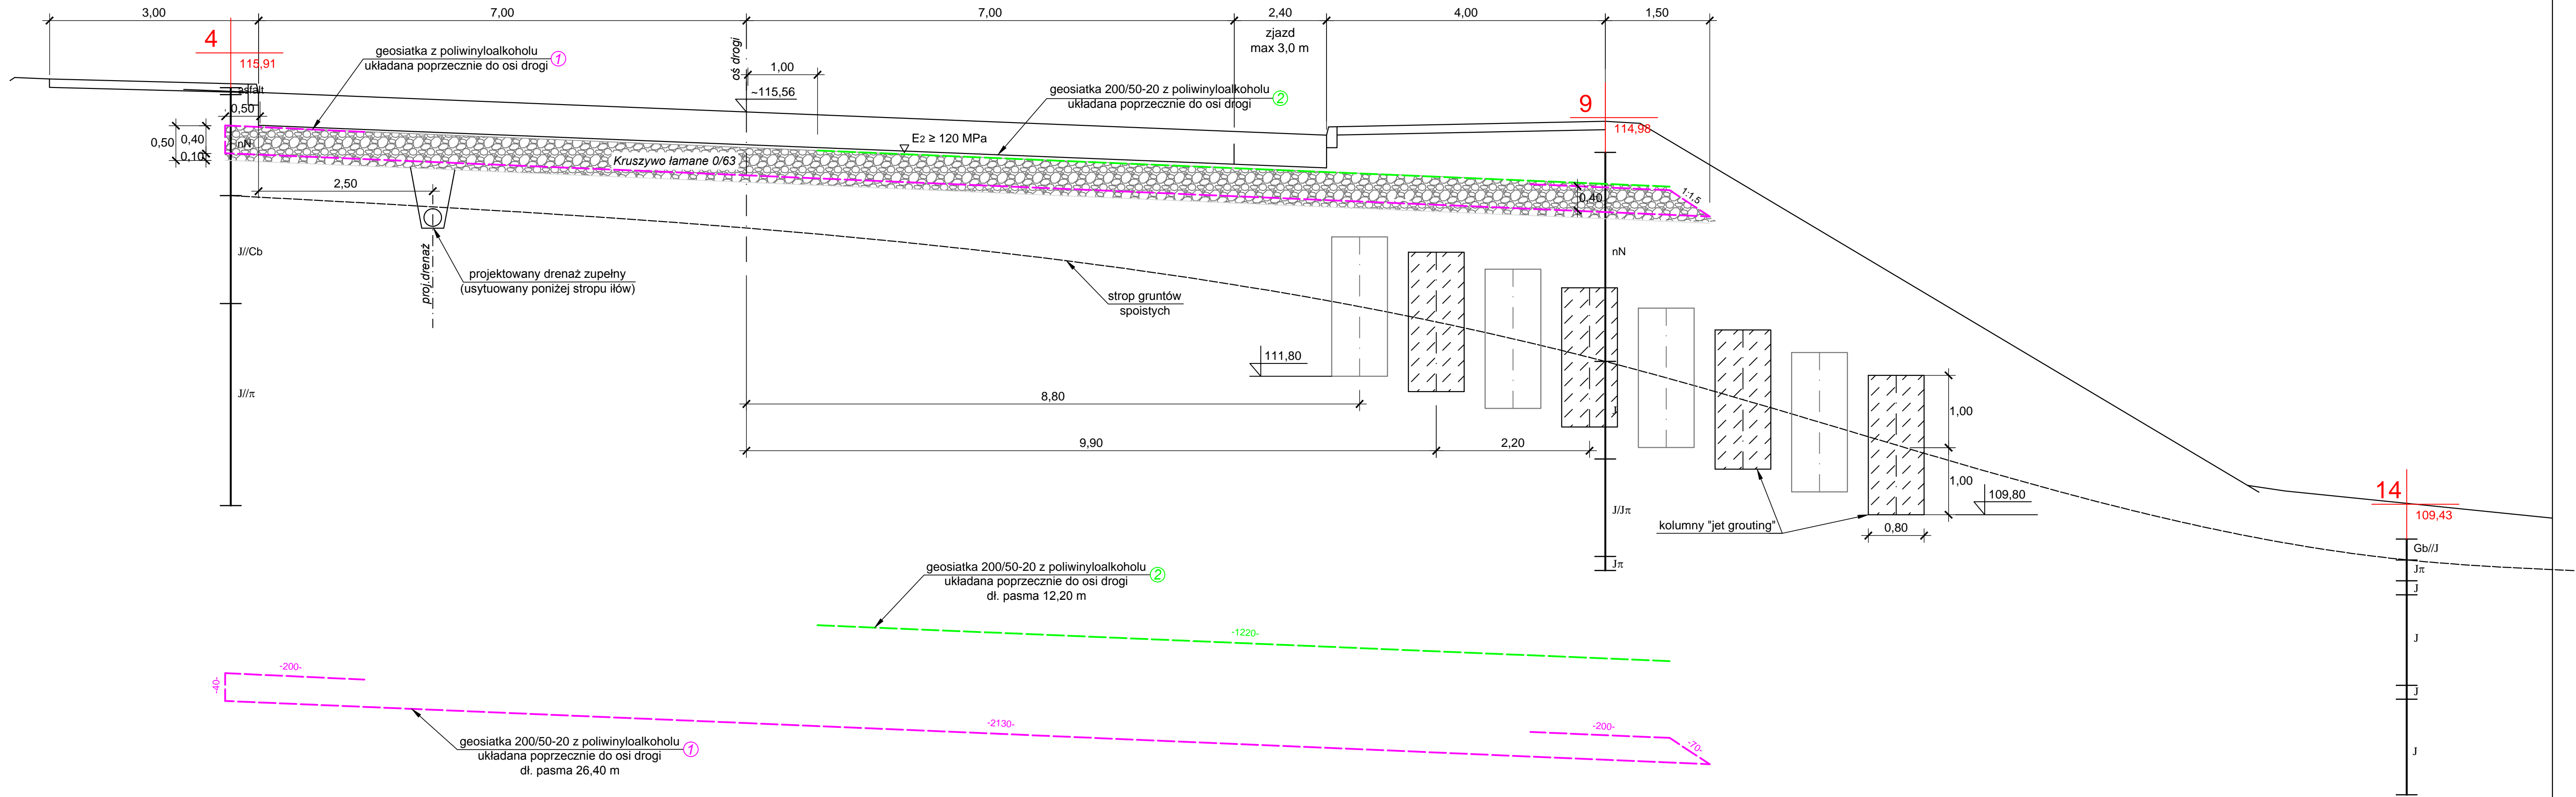 3,00
7,00
7,00
2,40
4,00
1,50
zjazd
max 3,0 m
4
115,91
geosiatka z poliwinyloalkoholu
układana poprzecznie do osi drogi
1
oś drogi
1,00
~115,56
geosiatka 200/50-20 z poliwinyloalkoholu
układana poprzecznie do osi drogi
2
9
114,98
asfalt
0,50
0,50
0,40
0,10
nN
E2 ≥ 120 MPa
Kruszywo łamane 0/63
0,40
1:1.5
2,50
J//Cb
proj.drenaż
projektowany drenaż zupełny
(usytuowany poniżej stropu iłów)
nN
strop gruntów
spoistych
111,80
J//π
8,80
J
1,00
9,90
2,20
1,00
109,80
14
109,43
J/Jπ
kolumny "jet grouting"
0,80
Jπ
Gb//J
Jπ
J
J
J
J
geosiatka 200/50-20 z poliwinyloalkoholu
układana poprzecznie do osi drogi
dł. pasma 12,20 m
2
-1220-
-200-
-40-
-2130-
-200-
-70-
geosiatka 200/50-20 z poliwinyloalkoholu
układana poprzecznie do osi drogi
dł. pasma 26,40 m
1